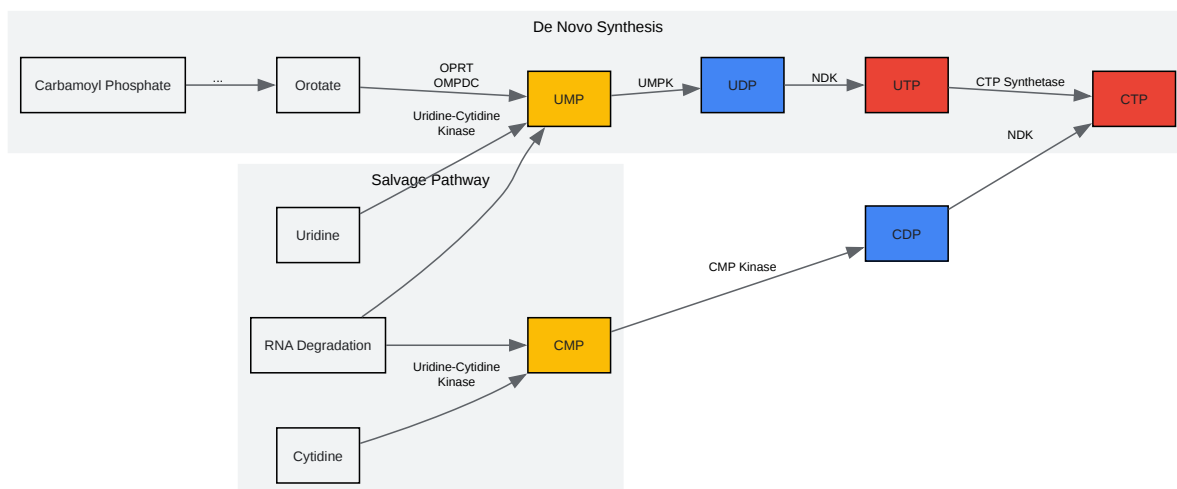 De Novo Synthesis
Carbamoyl Phosphate
...
Orotate
OPRT
OMPDC
UMP
UMPK
UDP
NDK
UTP
CTP Synthetase
CTP
Uridine-Cytidine
Kinase
NDK
Salvage Pathway
Uridine
CDP
CMP Kinase
RNA Degradation
CMP
Uridine-Cytidine
Kinase
Cytidine